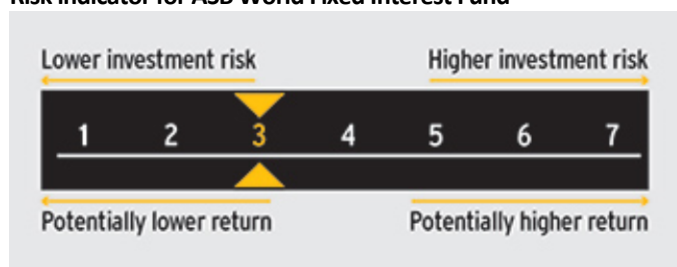 Risk indicator for ASB World Fixed Interest Fund
Lower investment risk Higher investment risk
1 2 3 4 5 6 7
Potentially lower return Potentially higher return